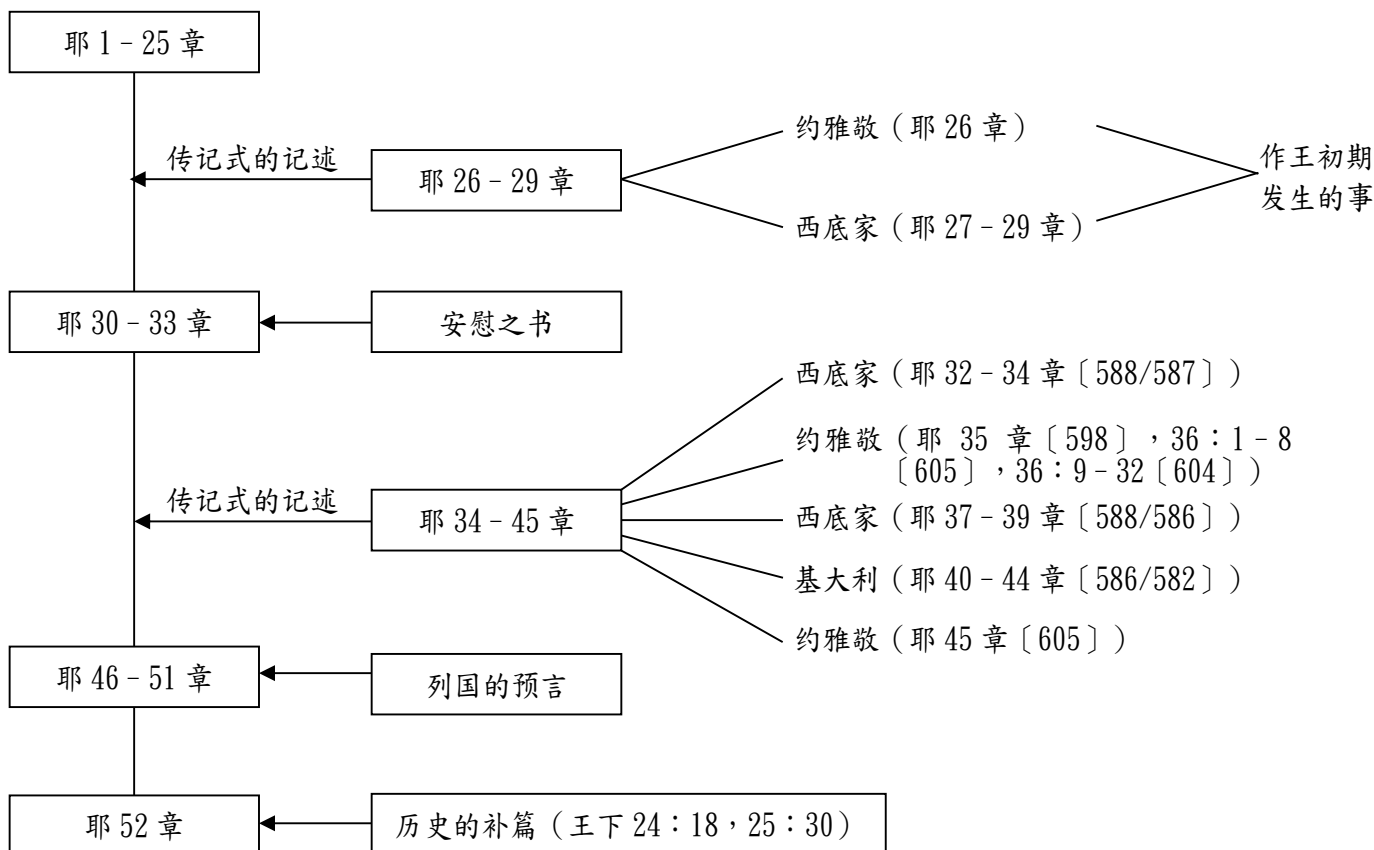 耶 1﹣25 章
传记式的记述
耶 26﹣29 章
约雅敬（耶 26 章）
西底家（耶 27﹣29 章）
作王初期
发生的事
耶 30﹣33 章
安慰之书
传记式的记述
耶 34﹣45 章
西底家（耶 32﹣34 章〔588/587〕）
约雅敬（耶 35 章〔598〕，36：1﹣8
〔605〕，36：9﹣32〔604〕）
西底家（耶 37﹣39 章〔588/586〕）
基大利（耶 40﹣44 章〔586/582〕）
约雅敬（耶 45 章〔605〕）
耶 46﹣51 章
列国的预言
耶 52 章
历史的补篇（王下 24：18，25：30）